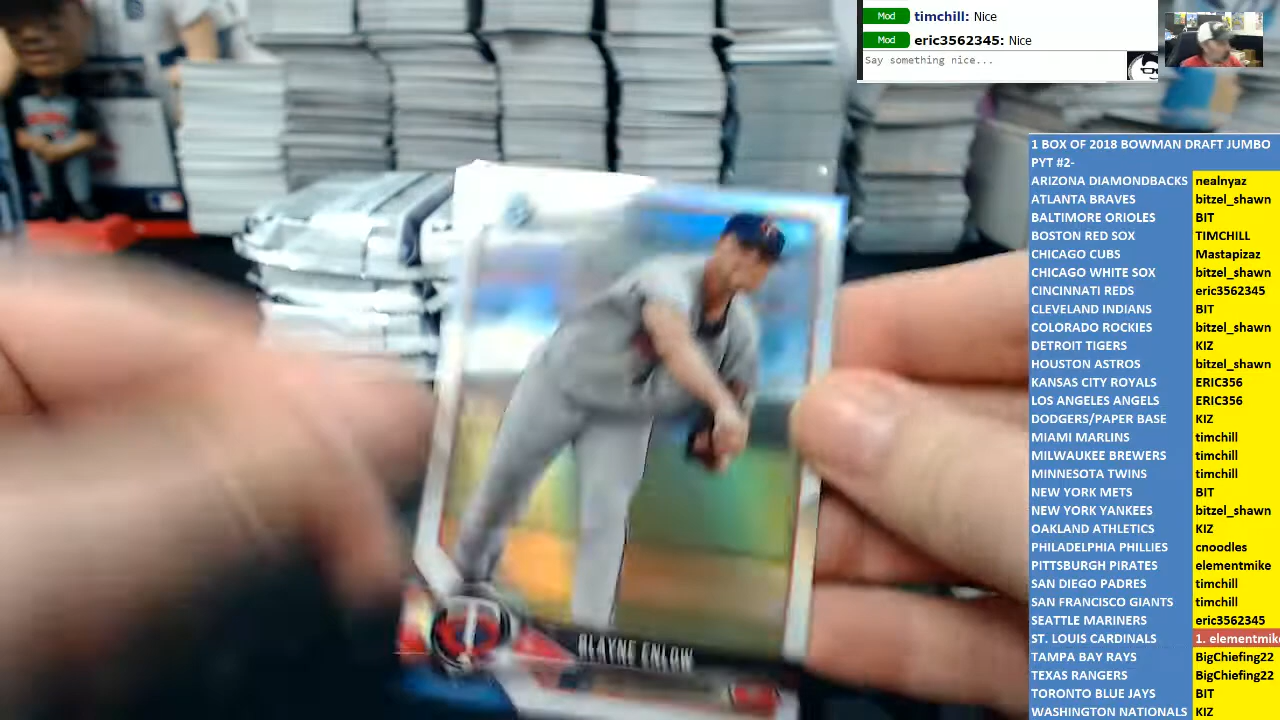 Mod timchill: Nice
Mod eric3562345: Nice
Say something nice...
1 BOX OF 2018 BOWMAN DRAFT JUMBO
PYT #2-
ARIZONA DIAMONDBACKS nealnyaz
ATLANTA BRAVES bitzel_shawn
BALTIMORE ORIOLES BIT
BOSTON RED SOX TIMCHILL
CHICAGO CUBS Mastapizaz
CHICAGO WHITE SOX bitzel_shawn
CINCINNATI REDS eric3562345
CLEVELAND INDIANS BIT
COLORADO ROCKIES bitzel_shawn
DETROIT TIGERS KIZ
HOUSTON ASTROS bitzel_shawn
KANSAS CITY ROYALS ERIC356
LOS ANGELES ANGELS ERIC356
DODGERS/PAPER BASE KIZ
MIAMI MARLINS timchill
MILWAUKEE BREWERS timchill
MINNESOTA TWINS timchill
NEW YORK METS BIT
NEW YORK YANKEES bitzel_shawn
OAKLAND ATHLETICS KIZ
PHILADELPHIA PHILLIES cnoodles
PITTSBURGH PIRATES elementmike
SAN DIEGO PADRES timchill
SAN FRANCISCO GIANTS timchill
SEATTLE MARINERS eric3562345
ST. LOUIS CARDINALS 1. elementmike
TAMPA BAY RAYS BigChiefing22
TEXAS RANGERS BigChiefing22
TORONTO BLUE JAYS BIT
WASHINGTON NATIONALS KIZ
BLAYNE ENLOW